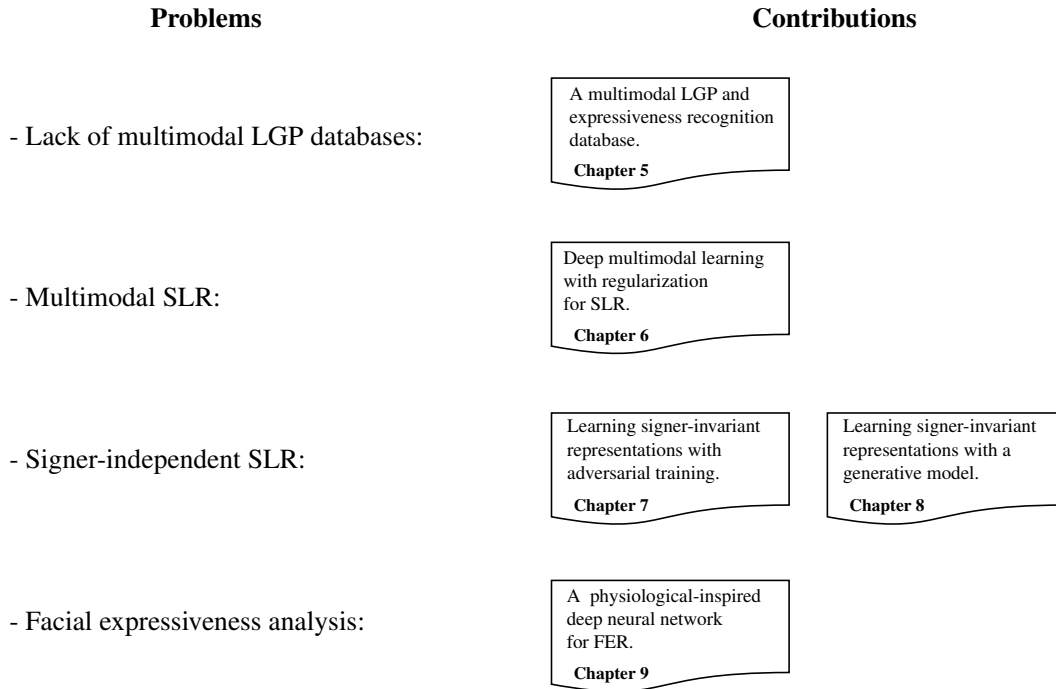 Problems
Contributions
- Lack of multimodal LGP databases:
A multimodal LGP and
expressiveness recognition
database.
Chapter 5
- Multimodal SLR:
Deep multimodal learning
with regularization
for SLR.
Chapter 6
- Signer-independent SLR:
Learning signer-invariant
representations with
adversarial training.
Chapter 7
Learning signer-invariant
representations with a
generative model.
Chapter 8
- Facial expressiveness analysis:
A physiological-inspired
deep neural network
for FER.
Chapter 9